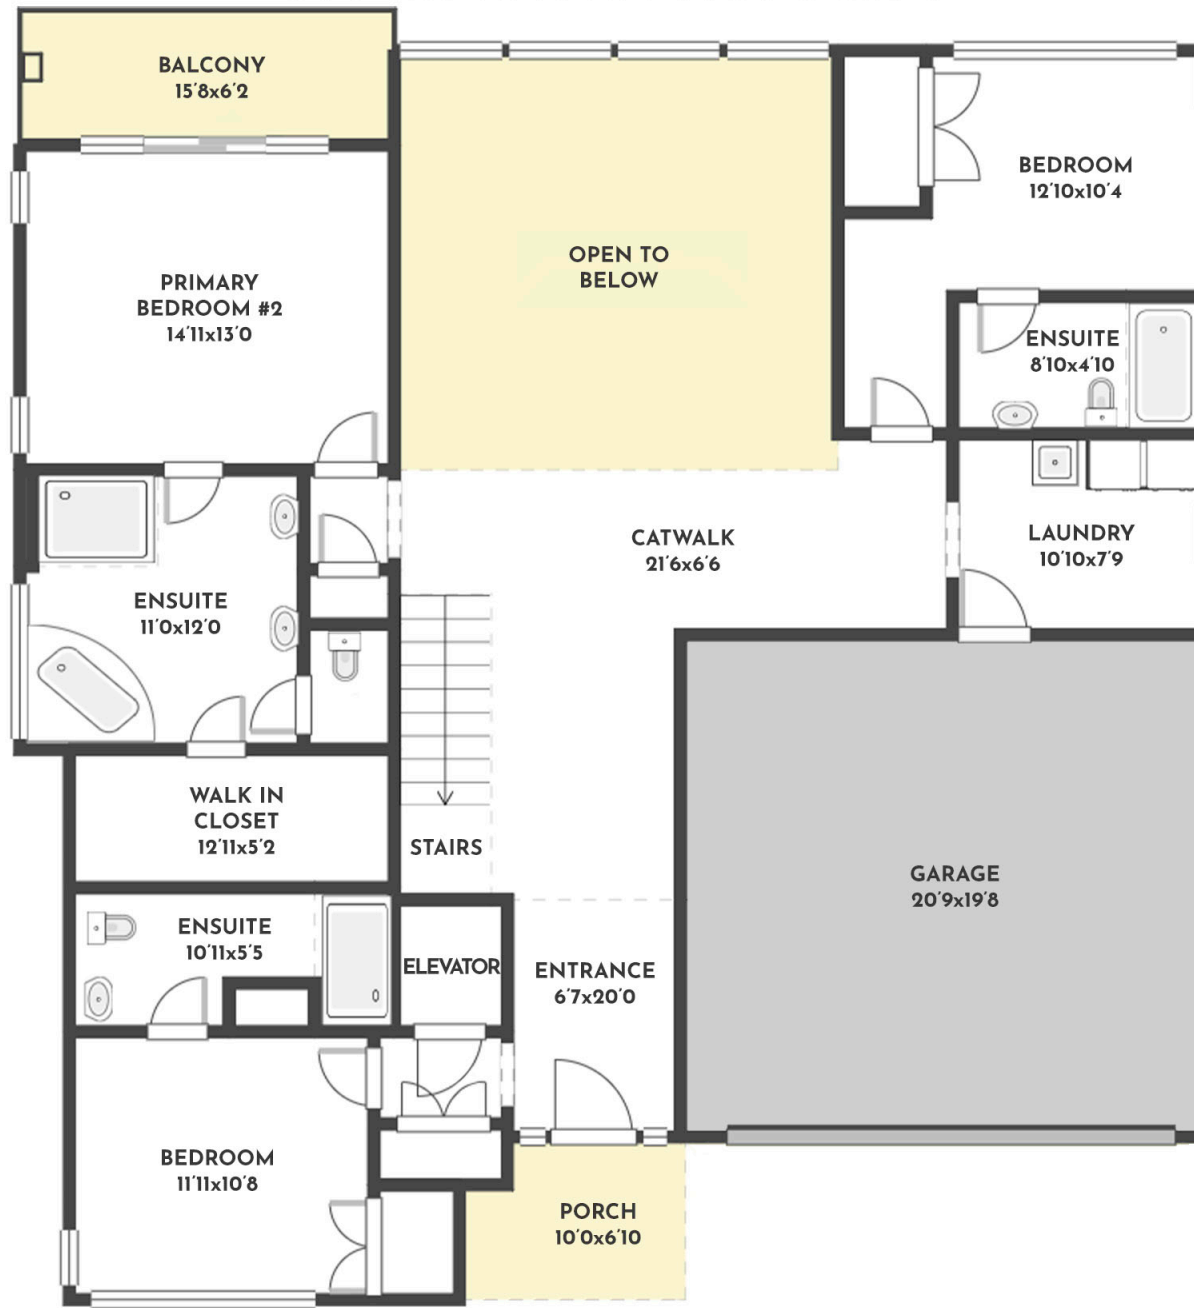 BALCONY
15'8x6'2
BEDROOM
12'10x10'4
OPEN TO
BELOW
PRIMARY
BEDROOM #2
14'11x13'0
ENSUITE
8'10x4'10
CATWALK
21'6x6'6
LAUNDRY
10'10x7'9
ENSUITE
11'0x12'0
WALK IN
CLOSET
12'11x5'2
STAIRS
GARAGE
20'9x19'8
ENSUITE
10'11x5'5
ELEVATOR
ENTRANCE
6'7x20'0
BEDROOM
11'11x10'8
PORCH
10'0x6'10